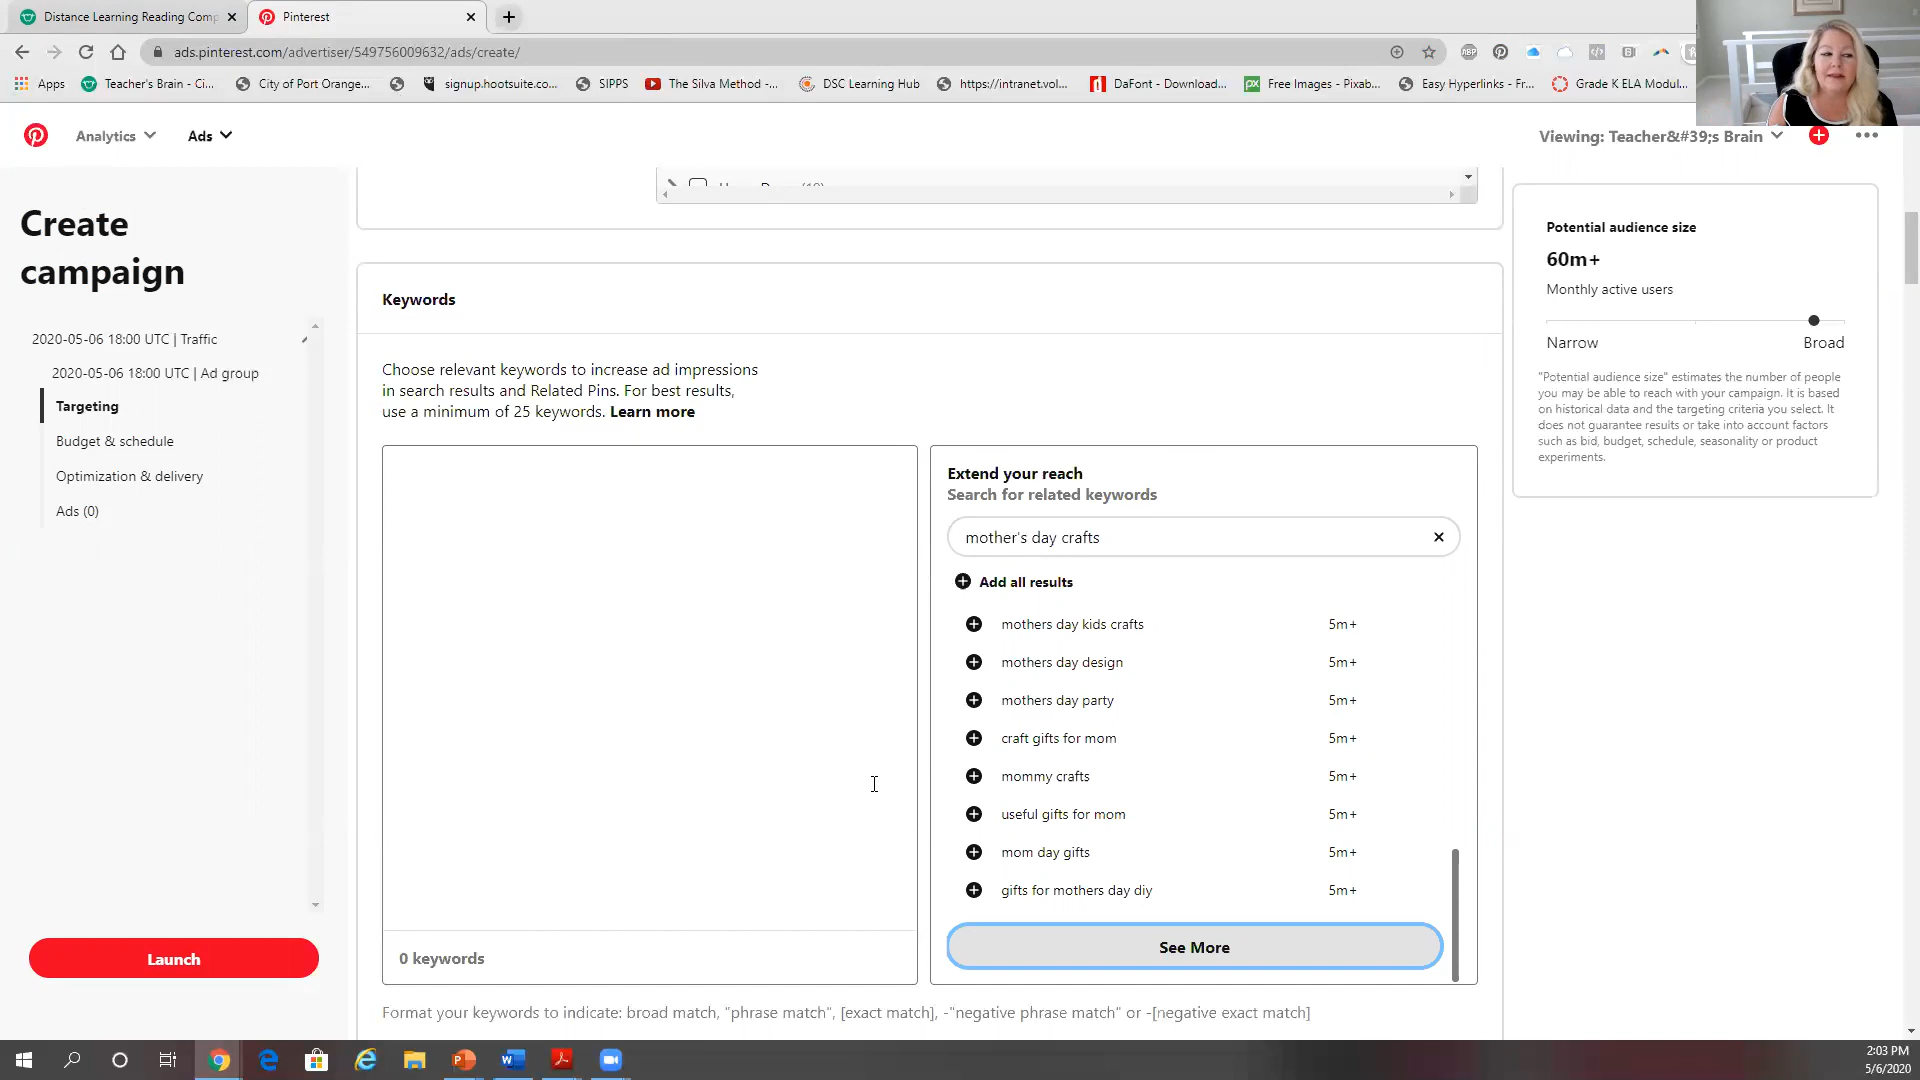 Distance Learning Reading Comp
Pinterest
ads.pinterest.com/advertiser/549756009632/ads/create/
ABP
Apps
Teacher's Brain - Ci...
City of Port Orange...
signup.hootsuite.co...
SIPPS
The Silva Method -...
DSC Learning Hub
https://intranet.vol...
DaFont - Download...
px
Free Images - Pixab...
Easy Hyperlinks - Fr...
Grade K ELA Modul...
Analytics
Ads
Viewing: Teacher&#39;s Brain
Create
campaign
2020-05-06 18:00 UTC | Traffic
2020-05-06 18:00 UTC | Ad group
Targeting
Budget & schedule
Optimization & delivery
Ads (0)
Launch
Keywords
Choose relevant keywords to increase ad impressions
in search results and Related Pins. For best results,
use a minimum of 25 keywords. Learn more
0 keywords
Extend your reach
Search for related keywords
mother's day crafts
Add all results
mothers day kids crafts 5m+
mothers day design 5m+
mothers day party 5m+
craft gifts for mom 5m+
mommy crafts 5m+
useful gifts for mom 5m+
mom day gifts 5m+
gifts for mothers day diy 5m+
See More
Format your keywords to indicate: broad match, "phrase match", [exact match], -"negative phrase match" or -[negative exact match]
Potential audience size
60m+
Monthly active users
Narrow Broad
"Potential audience size" estimates the number of people
you may be able to reach with your campaign. It is based
on historical data and the targeting criteria you select. It
does not guarantee results or take into account factors
such as bid, budget, schedule, seasonality or product
experiments.
2:03 PM
5/6/2020